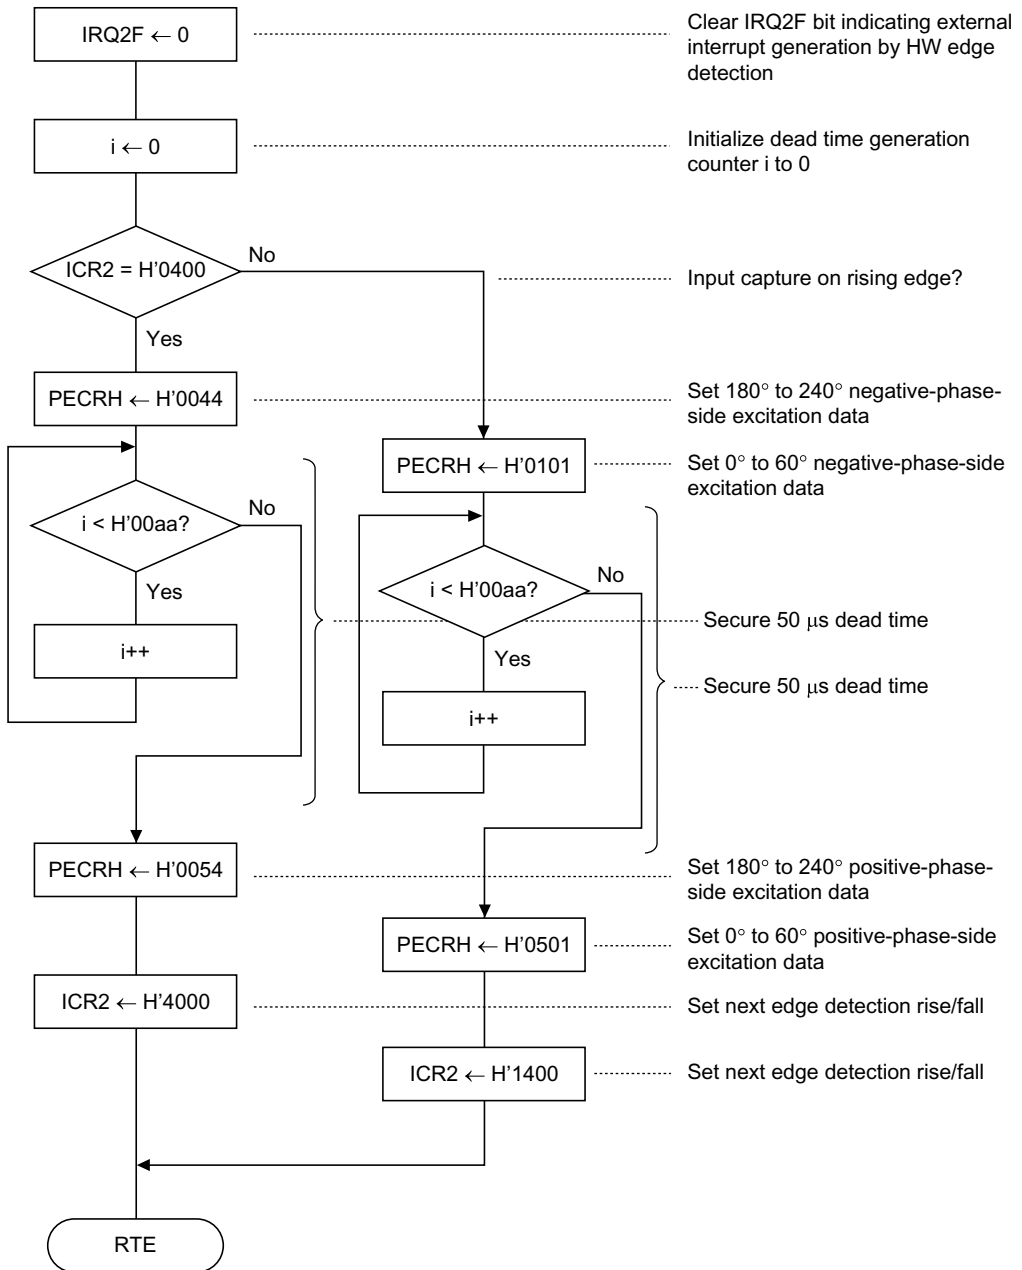 IRQ2F ← 0
Clear IRQ2F bit indicating external
interrupt generation by HW edge
detection
i ← 0
Initialize dead time generation
counter i to 0
ICR2 = H'0400
No
Input capture on rising edge?
Yes
PECRH ← H'0044
Set 180° to 240° negative-phase-
side excitation data
PECRH ← H'0101
Set 0° to 60° negative-phase-side
excitation data
i < H'00aa?
No
Yes
i++
i < H'00aa?
No
Yes
i++
Secure 50 μs dead time
Secure 50 μs dead time
PECRH ← H'0054
Set 180° to 240° positive-phase-
side excitation data
PECRH ← H'0501
Set 0° to 60° positive-phase-side
excitation data
ICR2 ← H'4000
Set next edge detection rise/fall
ICR2 ← H'1400
Set next edge detection rise/fall
RTE